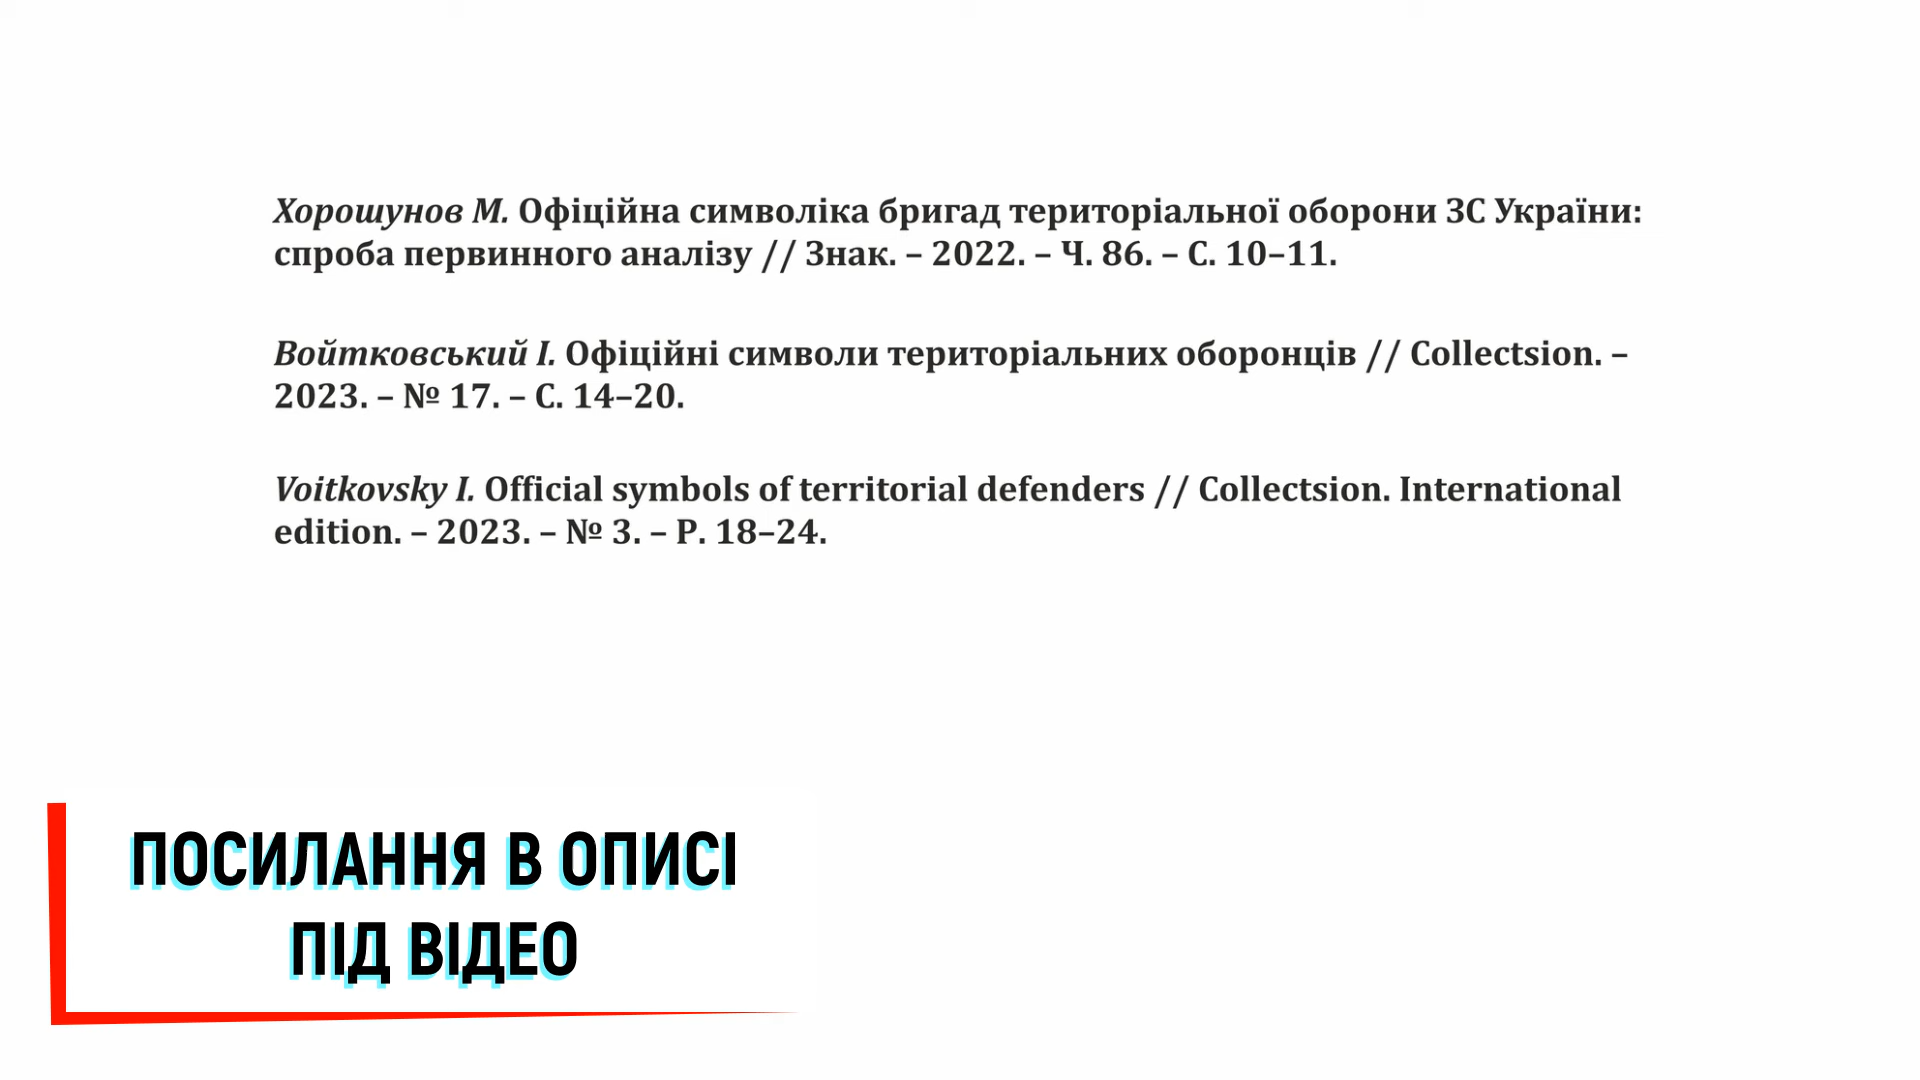 Хорошунов М. Офіційна символіка бригад територіальної оборони ЗС України:
спроба первинного аналізу // Знак. – 2022. – Ч. 86. – С. 10–11.
Войтковський І. Офіційні символи територіальних оборонців // Collectsion. –
2023. – № 17. – С. 14–20.
Voitkovsky I. Official symbols of territorial defenders // Collectsion. International
edition. – 2023. – № 3. – P. 18–24.
ПОСИЛАННЯ В ОПИСІ
ПІД ВІДЕО